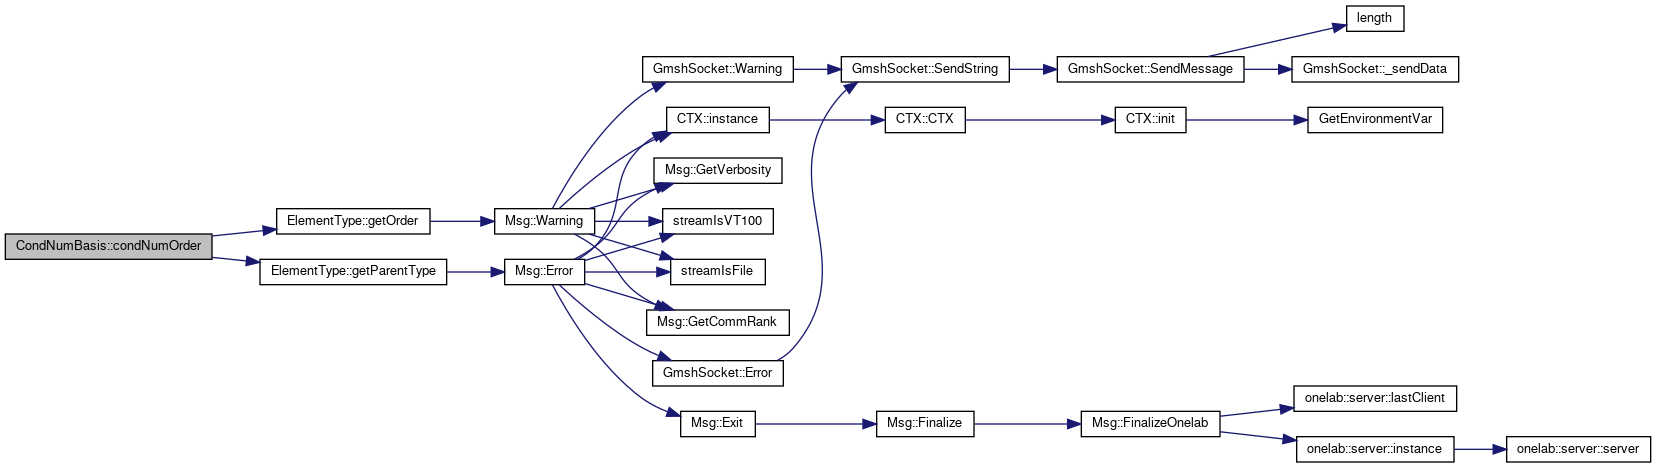 length
GmshSocket::Warning
GmshSocket::SendString
GmshSocket::SendMessage
GmshSocket::_sendData
CTX::instance
CTX::CTX
CTX::init
GetEnvironmentVar
Msg::GetVerbosity
ElementType::getOrder
Msg::Warning
streamIsVT100
CondNumBasis::condNumOrder
ElementType::getParentType
Msg::Error
streamIsFile
Msg::GetCommRank
GmshSocket::Error
onelab::server::lastClient
Msg::Exit
Msg::Finalize
Msg::FinalizeOnelab
onelab::server::instance
onelab::server::server